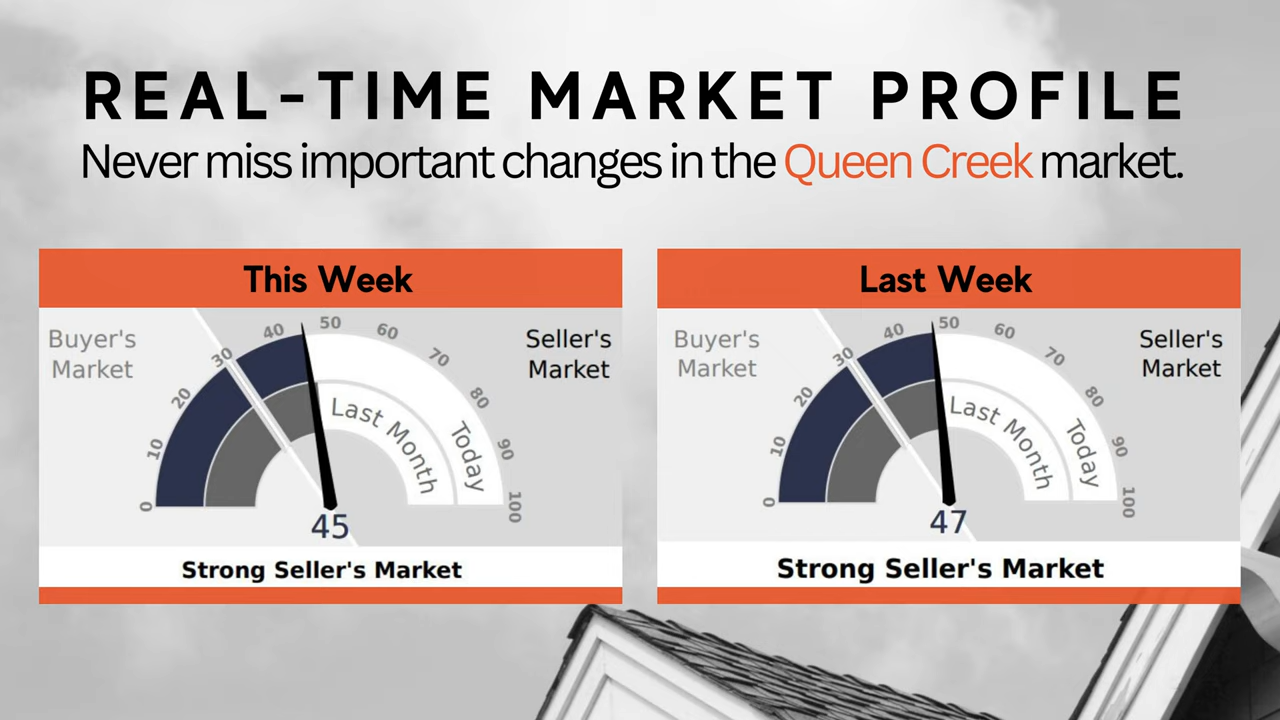 REAL-TIME MARKET PROFILE
Never miss important changes in the Queen Creek market.
This Week
Buyer's
Market
Seller's
Market
0
10
20
30
40
50
60
70
80
90
100
Last Month
Today
45
Strong Seller's Market
Last Week
Buyer's
Market
Seller's
Market
0
10
20
30
40
50
60
70
80
90
100
Last Month
Today
47
Strong Seller's Market